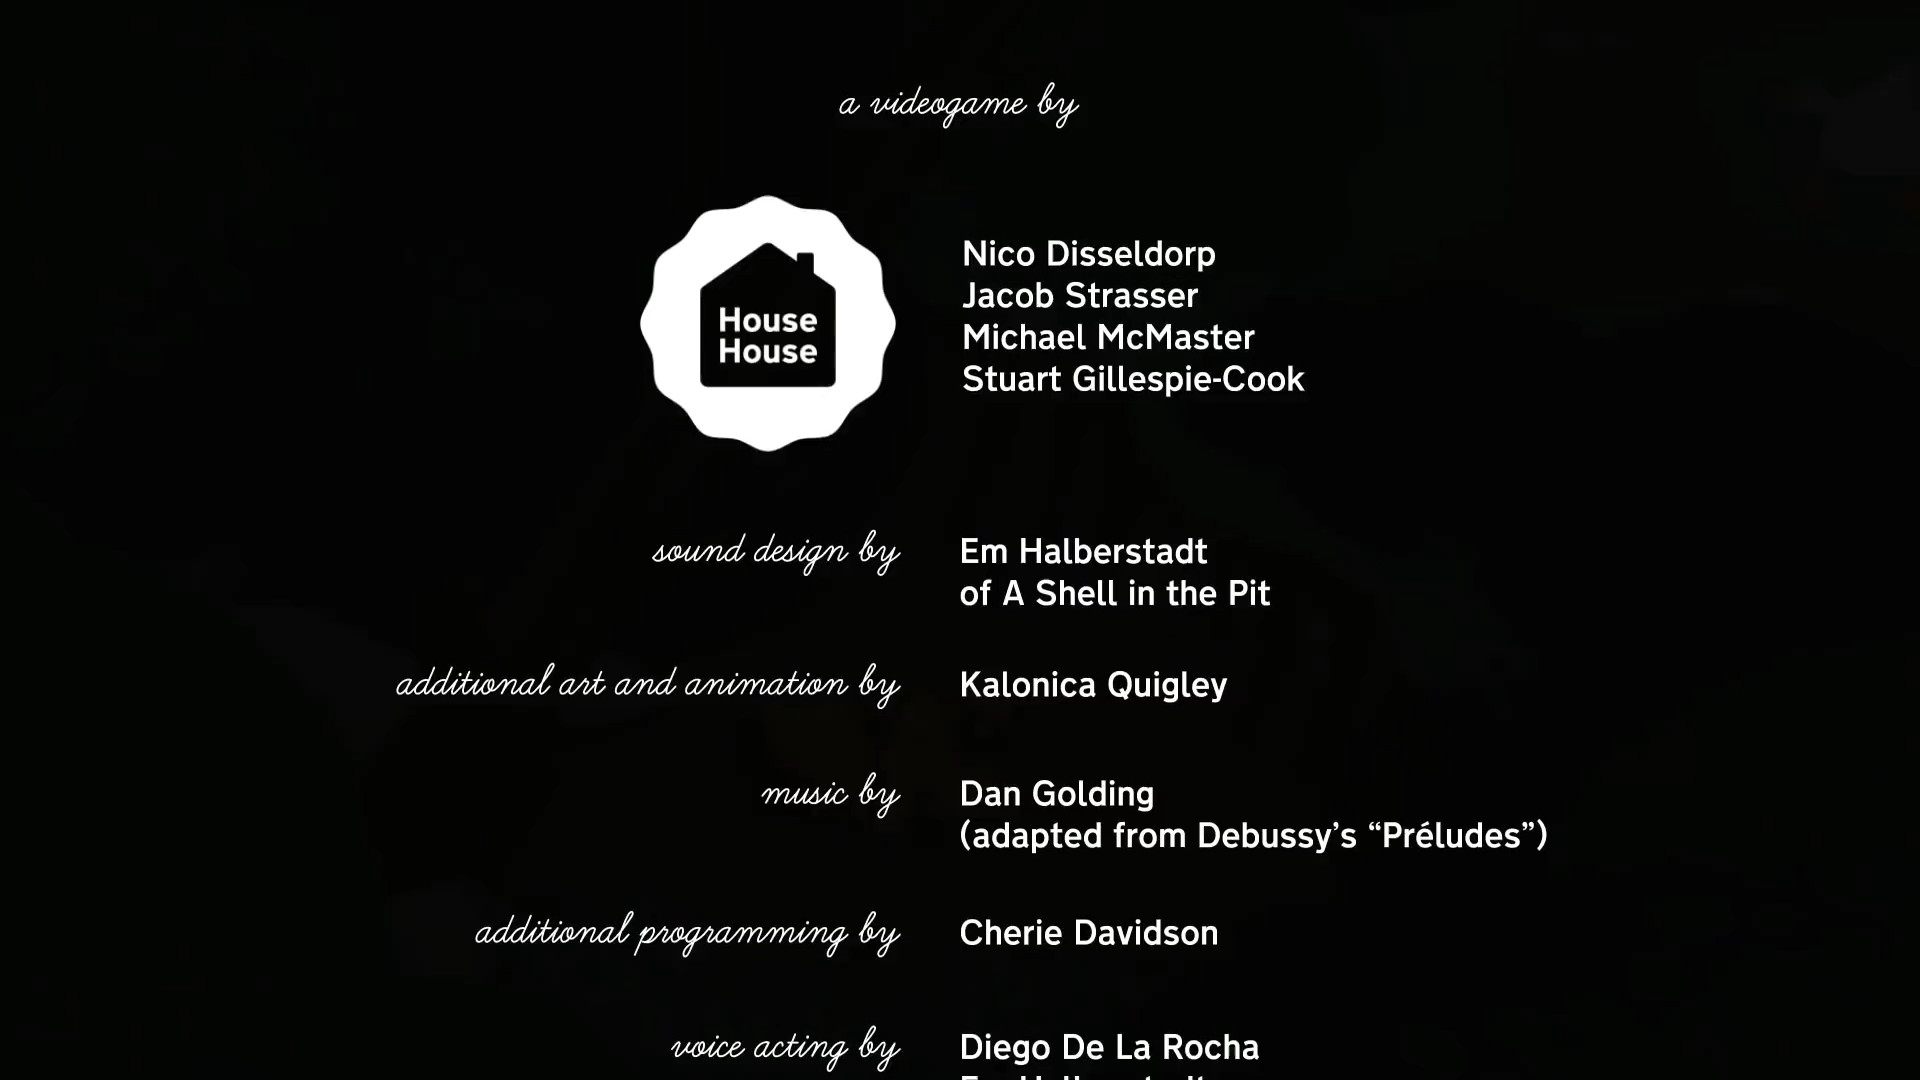 a videogame by
House
House
Nico Disseldorp
Jacob Strasser
Michael McMaster
Stuart Gillespie-Cook
sound design by
Em Halberstadt
of A Shell in the Pit
additional art and animation by
Kalonica Quigley
music by
Dan Golding
(adapted from Debussy’s “Préludes”)
additional programming by
Cherie Davidson
voice acting by
Diego De La Rocha